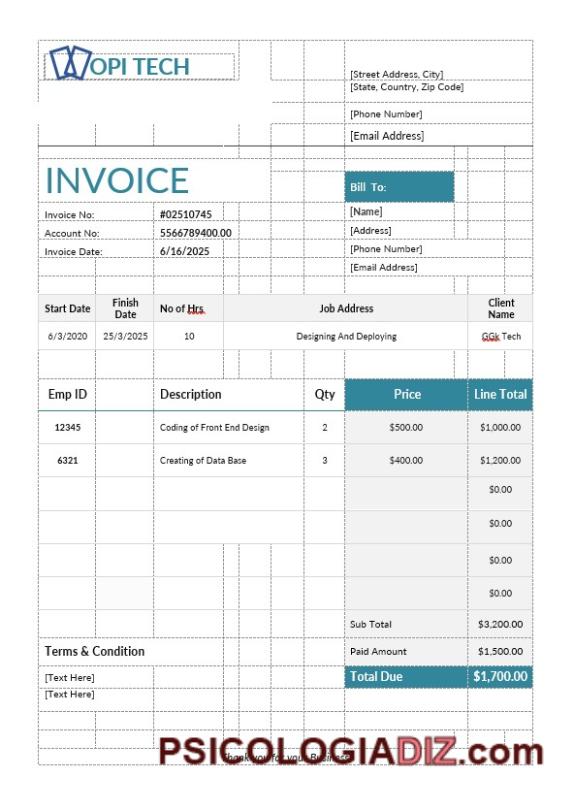 OPI TECH
[Street Address, City]
[State, Country, Zip Code]
[Phone Number]
[Email Address]
INVOICE
Bill To:
Invoice No: #02510745 [Name]
Account No: 5566789400.00 [Address]
Invoice Date: 6/16/2025 [Phone Number]
[Email Address]
Start Date Finish Date No of Hrs Job Address Client Name
6/3/2020 25/3/2025 10 Designing And Deploying GGk Tech
Emp ID Description Qty Price Line Total
12345 Coding of Front End Design 2 $500.00 $1,000.00
6321 Creating of Data Base 3 $400.00 $1,200.00
$0.00
$0.00
$0.00
$0.00
Sub Total $3,200.00
Terms & Condition Paid Amount $1,500.00
[Text Here] Total Due $1,700.00
[Text Here]
Thank you for your Business
PSICOLOGIADIZ.com